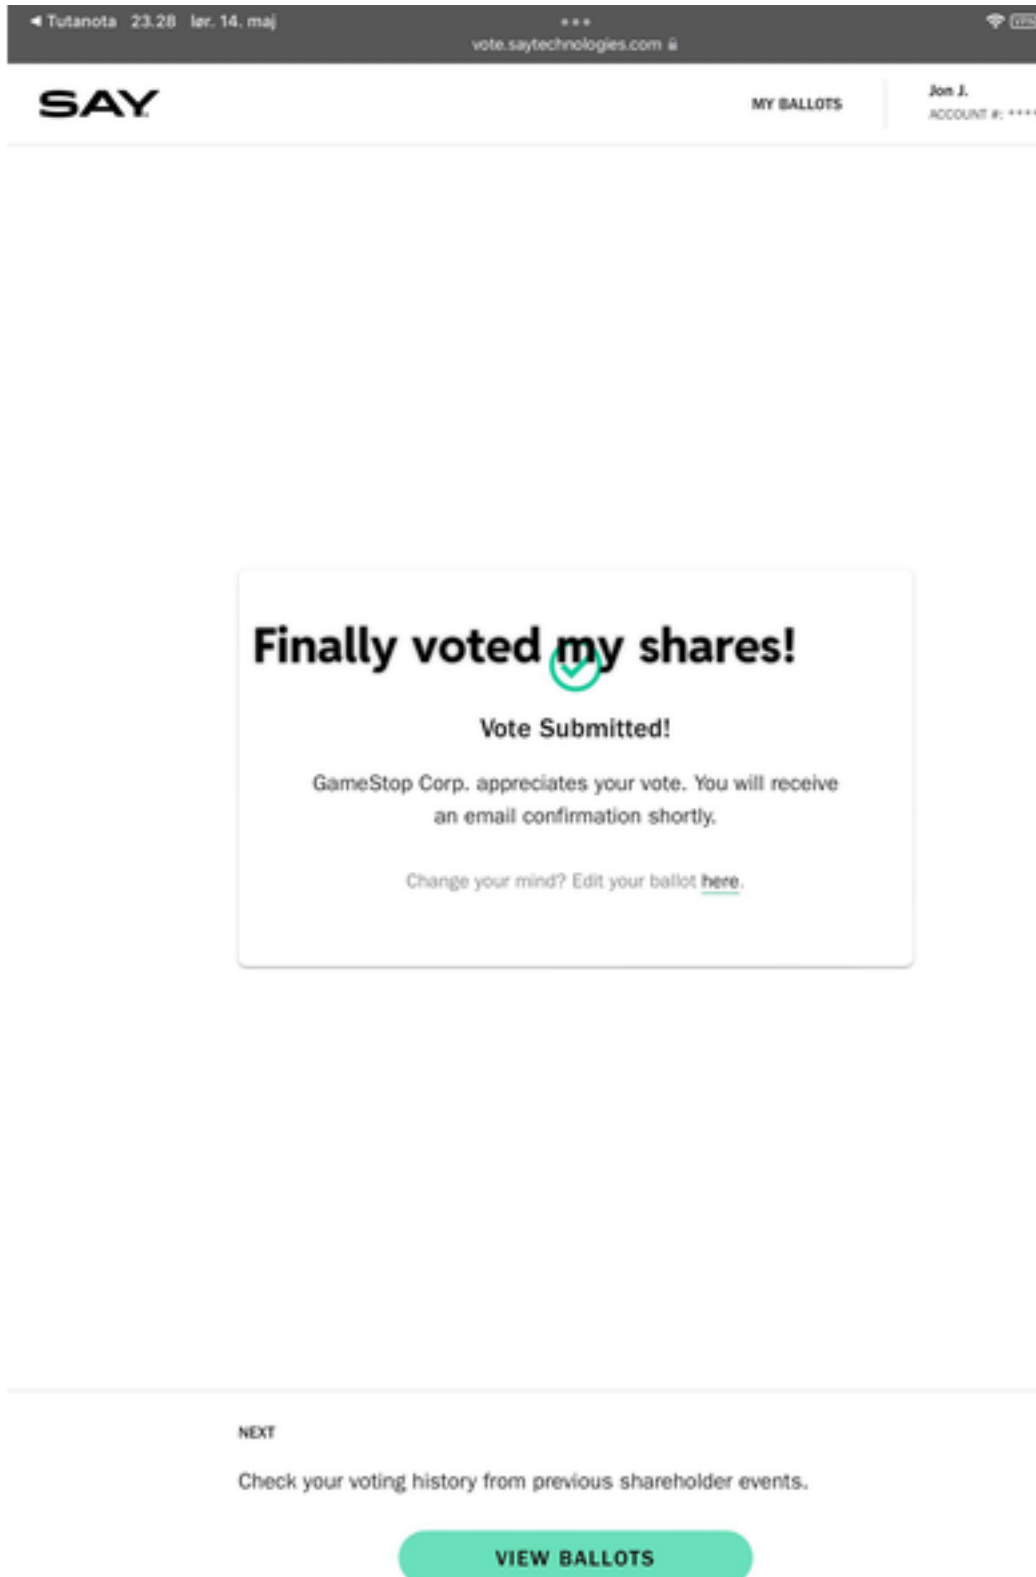 Tutanota 23.28 lør. 14. maj
vote.saytechnologies.com
VPN
SAY
MY BALLOTS
Jon J.
ACCOUNT #: ****
Finally voted my shares!
Vote Submitted!
GameStop Corp. appreciates your vote. You will receive
an email confirmation shortly.
Change your mind? Edit your ballot here.
NEXT
Check your voting history from previous shareholder events.
VIEW BALLOTS